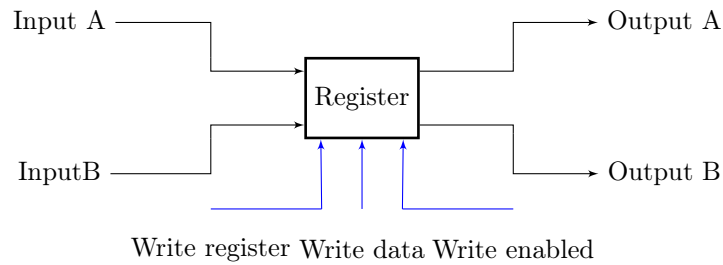 Input A
Output A
Register
InputB
Output B
Write register
Write data
Write enabled